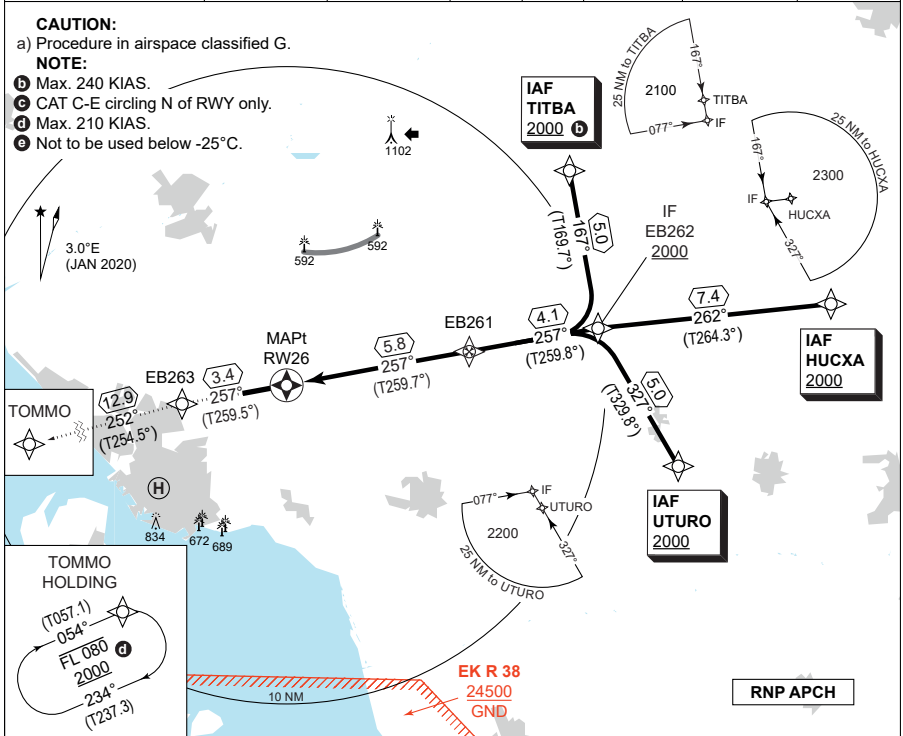 CAUTION:
a) Procedure in airspace classified G.
NOTE:
b Max. 240 KIAS.
c CAT C-E circling N of RWY only.
d Max. 210 KIAS.
e Not to be used below -25°C.
1102
592
592
3.0°E
(JAN 2020)
IAF
TITBA
2000 b
25 NM to TITBA
167°
2100
TITBA
077°
IF
25 NM to HUCXA
167°
2300
IF
HUCXA
327°
5.0
167°
(T169.7°)
IF
EB262
2000
7.4
262°
(T264.3°)
IAF
HUCXA
2000
EB261
4.1
257°
(T259.8°)
MAPt
RW26
5.8
257°
(T259.7°)
EB263
3.4
257°
(T259.5°)
12.9
252°
(T254.5°)
TOMMO
5.0
327°
(T329.8°)
IAF
UTURO
2000
077°
IF
UTURO
2200
327°
25 NM to UTURO
H
834
672
689
TOMMO
HOLDING
(T057.1)
054°
FL 080 d
2000
234°
(T237.3)
10 NM
EK R 38
24500
GND
RNP APCH